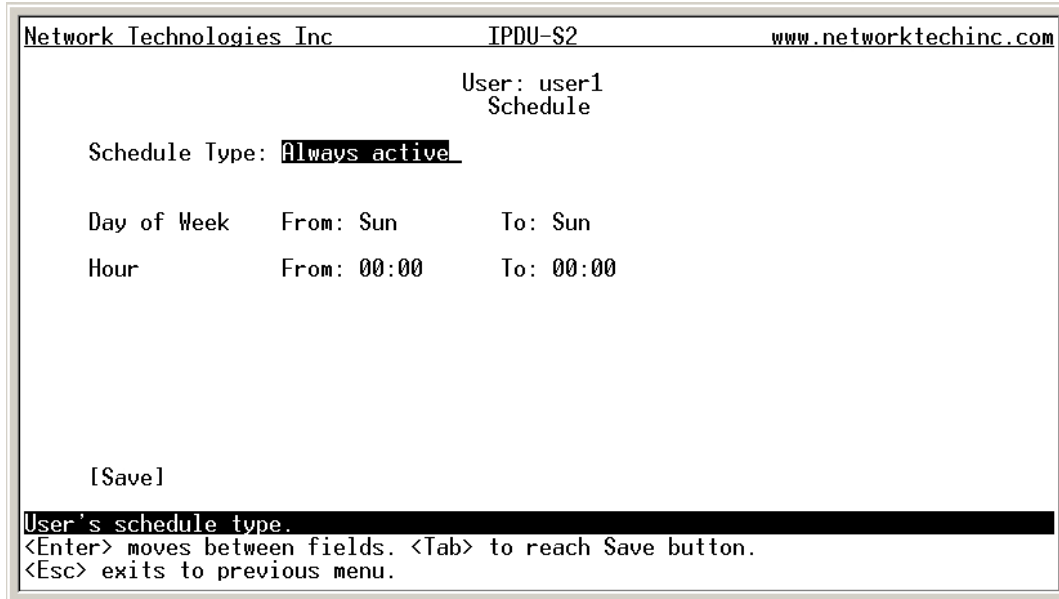 Network Technologies Inc IPDU-S2 www.networktechinc.com
User: user1
Schedule
Schedule Type: Always active_
Day of Week From: Sun To: Sun
Hour From: 00:00 To: 00:00
[Save]
User's schedule type.
<Enter> moves between fields. <Tab> to reach Save button.
<Esc> exits to previous menu.